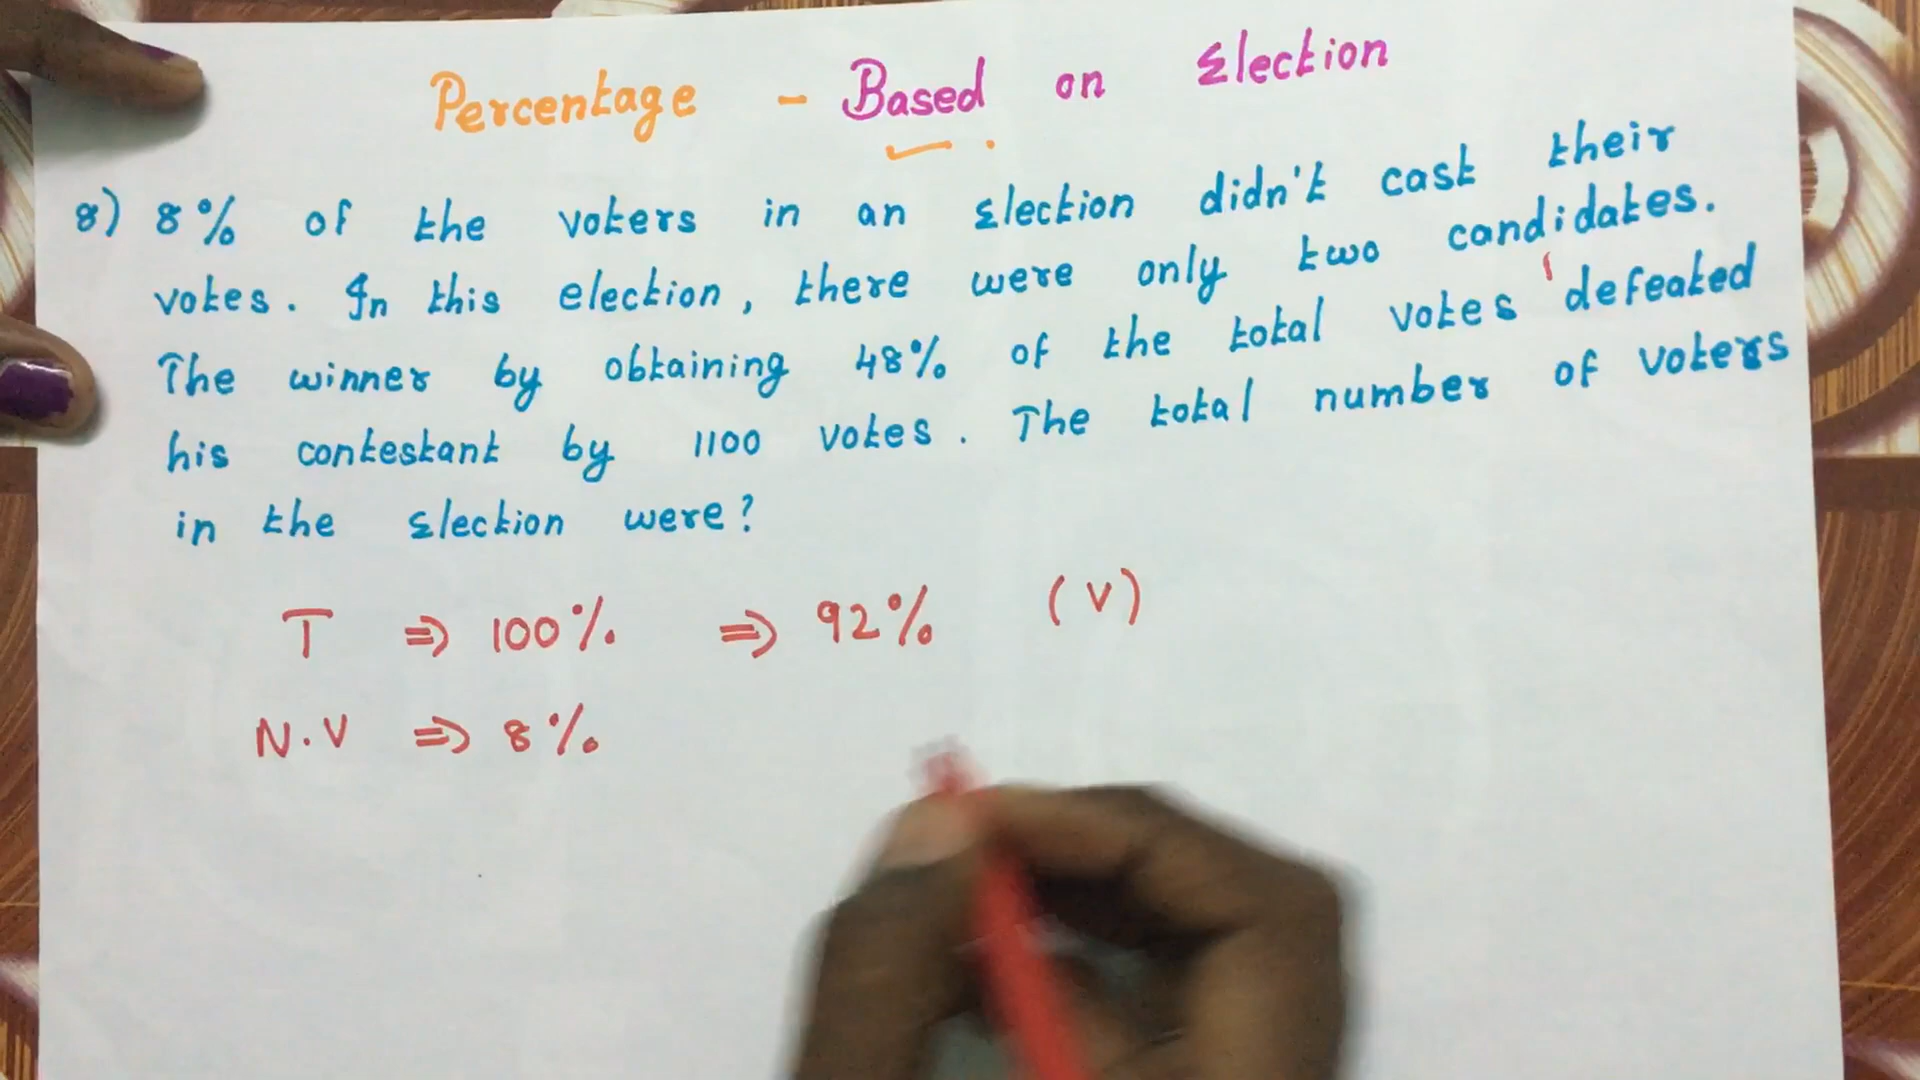 Percentage - Based on Election
8) 8% of the voters in an Election didn't cast their
votes. In this election, there were only two candidates.
The winner by obtaining 48% of the total votes defeated
his contestant by 1100 votes. The total number of voters
in the Election were?
T ⇒ 100% ⇒ 92% (V)
N.V ⇒ 8%